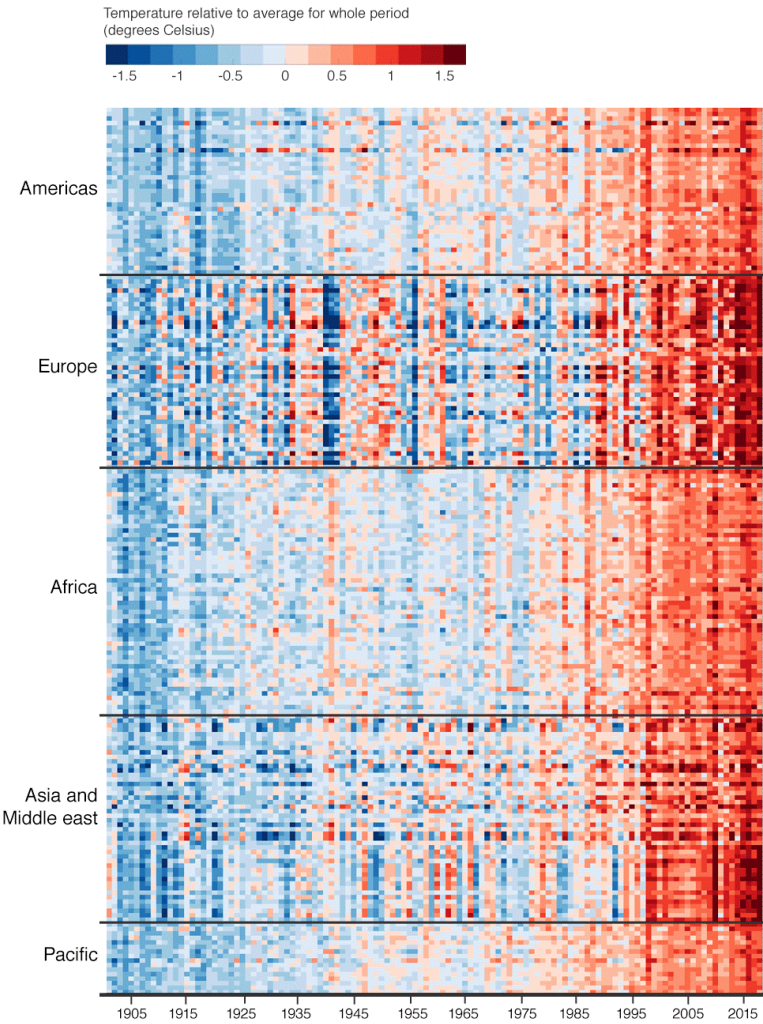 Temperature relative to average for whole period
(degrees Celsius)
-1.5 -1 -0.5 0 0.5 1 1.5
Americas
Europe
Africa
Asia and
Middle east
Pacific
1905 1915 1925 1935 1945 1955 1965 1975 1985 1995 2005 2015